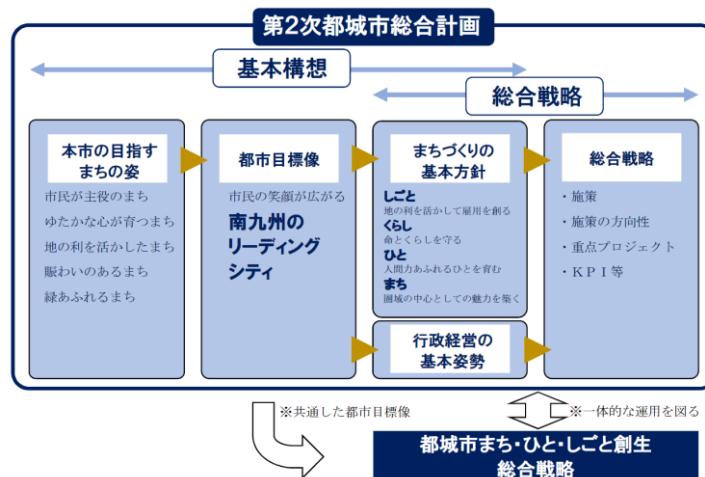 第2次都城市総合計画
基本構想
総合戦略
本市の目指す
まちの姿
市民が主役のまち
ゆたかな心が育つまち
地の利を活かしたまち
賑わいのあるまち
緑あふれるまち
都市目標像
市民の笑顔が広がる
南九州の
リーディング
シティ
まちづくりの
基本方針
しごと
地の利を活かして雇用を創る
くらし
命とくらしを守る
ひと
人間力あふれるひとを育む
まち
圏域の中心としての魅力を築く
行政経営の
基本姿勢
総合戦略
・施策
・施策の方向性
・重点プロジェクト
・ＫＰＩ等
※共通した都市目標像
※一体的な運用を図る
都城市まち・ひと・しごと創生
総合戦略